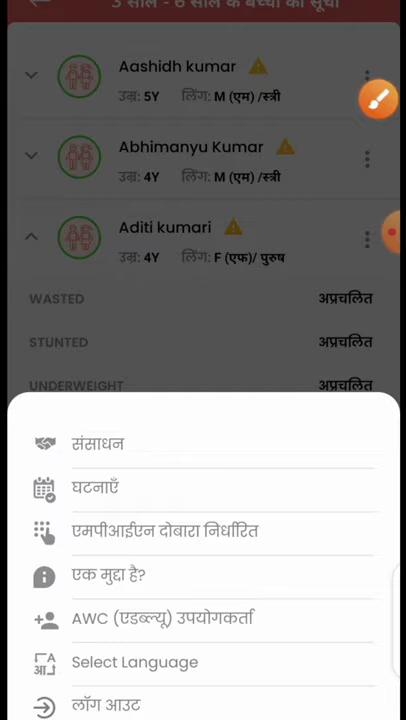 3 साल - 6 साल के बच्चों की सूची
Aashidh kumar
उम्र: 5Y लिंग: M (एम) /स्त्री
Abhimanyu Kumar
उम्र: 4Y लिंग: M (एम) /स्त्री
Aditi kumari
उम्र: 4Y लिंग: F (एफ)/ पुरुष
WASTED अप्रचलित
STUNTED अप्रचलित
UNDERWEIGHT अप्रचलित
संसाधन
घटनाएँ
एमपीआईएन दोबारा निर्धारित
एक मुद्दा है?
AWC (एडब्ल्यू) उपयोगकर्ता
Select Language
लॉग आउट